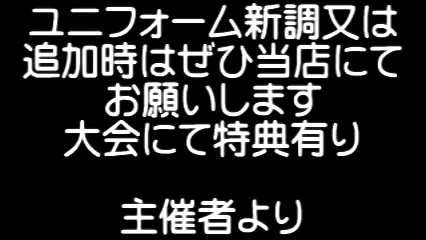 ユニフォーム新調又は
追加時はぜひ当店にて
お願いします
大会にて特典有り
主催者より